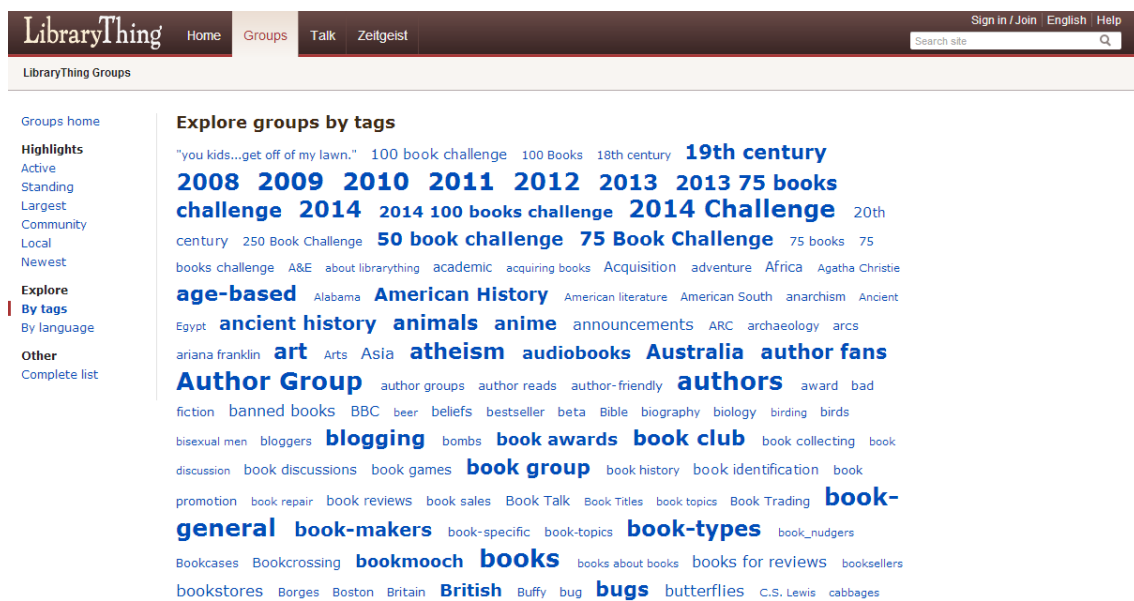 LibraryThing Home Groups Talk Zeitgeist
Sign in / Join English Help
Search site
LibraryThing Groups
Groups home
Highlights
Active
Standing
Largest
Community
Local
Newest
Explore
By tags
By language
Other
Complete list
Explore groups by tags
"you kids...get off of my lawn." 100 book challenge 100 Books 18th century 19th century
2008 2009 2010 2011 2012 2013 2013 75 books
challenge 2014 2014 100 books challenge 2014 Challenge 20th
century 250 Book Challenge 50 book challenge 75 Book Challenge 75 books 75
books challenge A&E about librarything academic acquiring books Acquisition adventure Africa Agatha Christie
age-based Alabama American History American literature American South anarchism Ancient
Egypt ancient history animals anime announcements ARC archaeology arcs
ariana franklin art Arts Asia atheism audiobooks Australia author fans
Author Group author groups author reads author-friendly authors award bad
fiction banned books BBC beer beliefs bestseller beta Bible biography biology birding birds
bisexual men bloggers blogging bombs book awards book club book collecting book
discussion book discussions book games book group book history book identification book
promotion book repair book reviews book sales Book Talk Book Titles book topics Book Trading book-
general book-makers book-specific book-topics book-types book_nudgers
Bookcases Bookcrossing bookmooch books books about books books for reviews booksellers
bookstores Borges Boston Britain British Buffy bug bugs butterflies C.S. Lewis cabbages